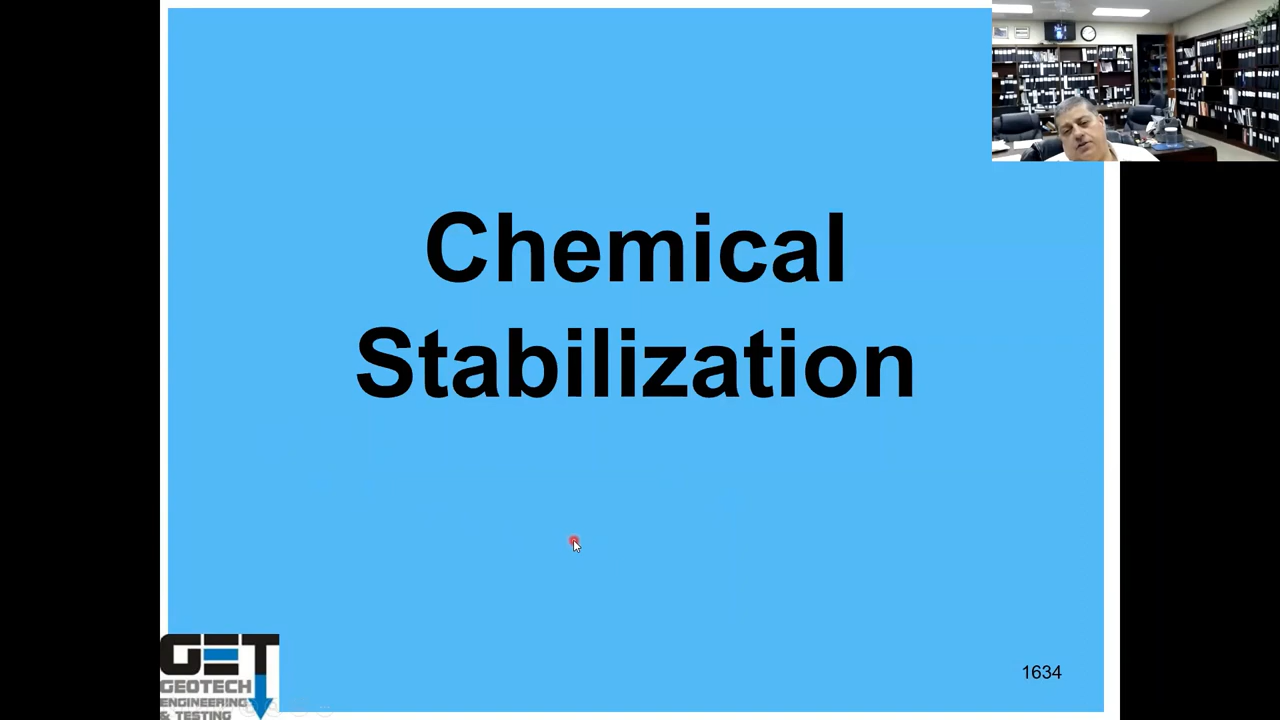 Chemical
Stabilization
GET
GEOTECH
ENGINEERING
& TESTING
1634